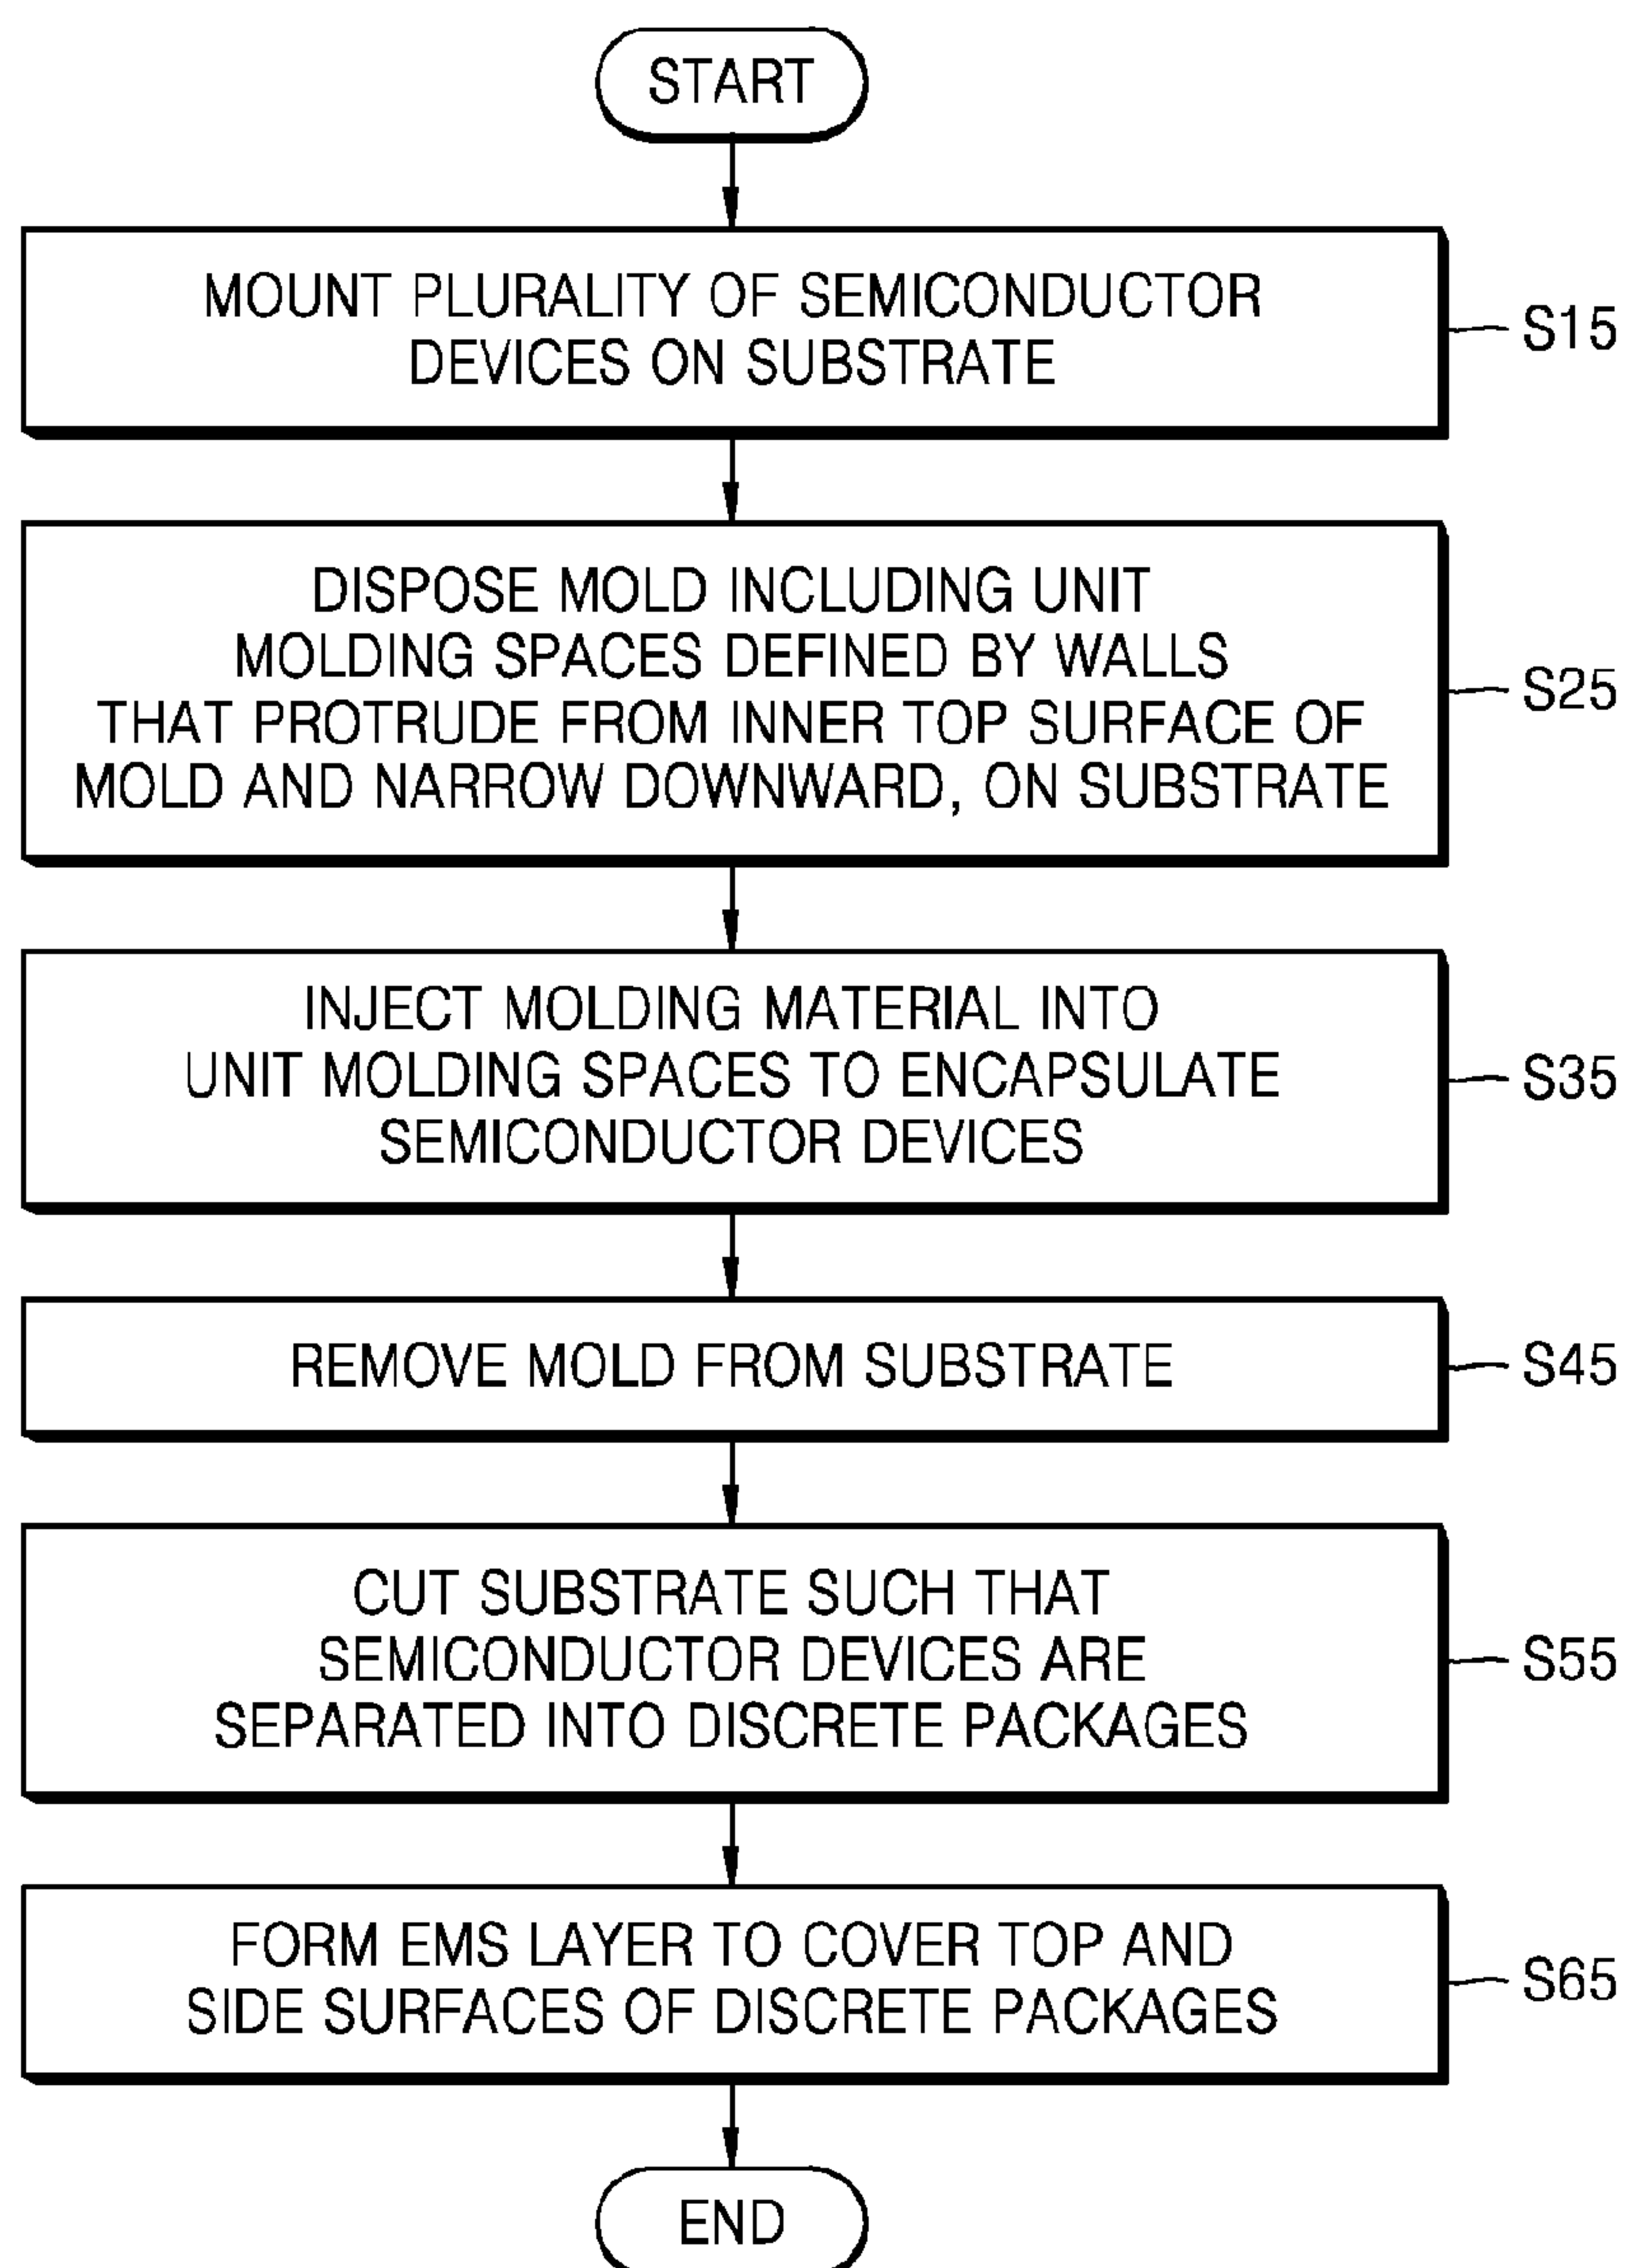 START
MOUNT PLURALITY OF SEMICONDUCTOR
DEVICES ON SUBSTRATE
S15
DISPOSE MOLD INCLUDING UNIT
MOLDING SPACES DEFINED BY WALLS
THAT PROTRUDE FROM INNER TOP SURFACE OF
MOLD AND NARROW DOWNWARD, ON SUBSTRATE
S25
INJECT MOLDING MATERIAL INTO
UNIT MOLDING SPACES TO ENCAPSULATE
SEMICONDUCTOR DEVICES
S35
REMOVE MOLD FROM SUBSTRATE
S45
CUT SUBSTRATE SUCH THAT
SEMICONDUCTOR DEVICES ARE
SEPARATED INTO DISCRETE PACKAGES
S55
FORM EMS LAYER TO COVER TOP AND
SIDE SURFACES OF DISCRETE PACKAGES
S65
END